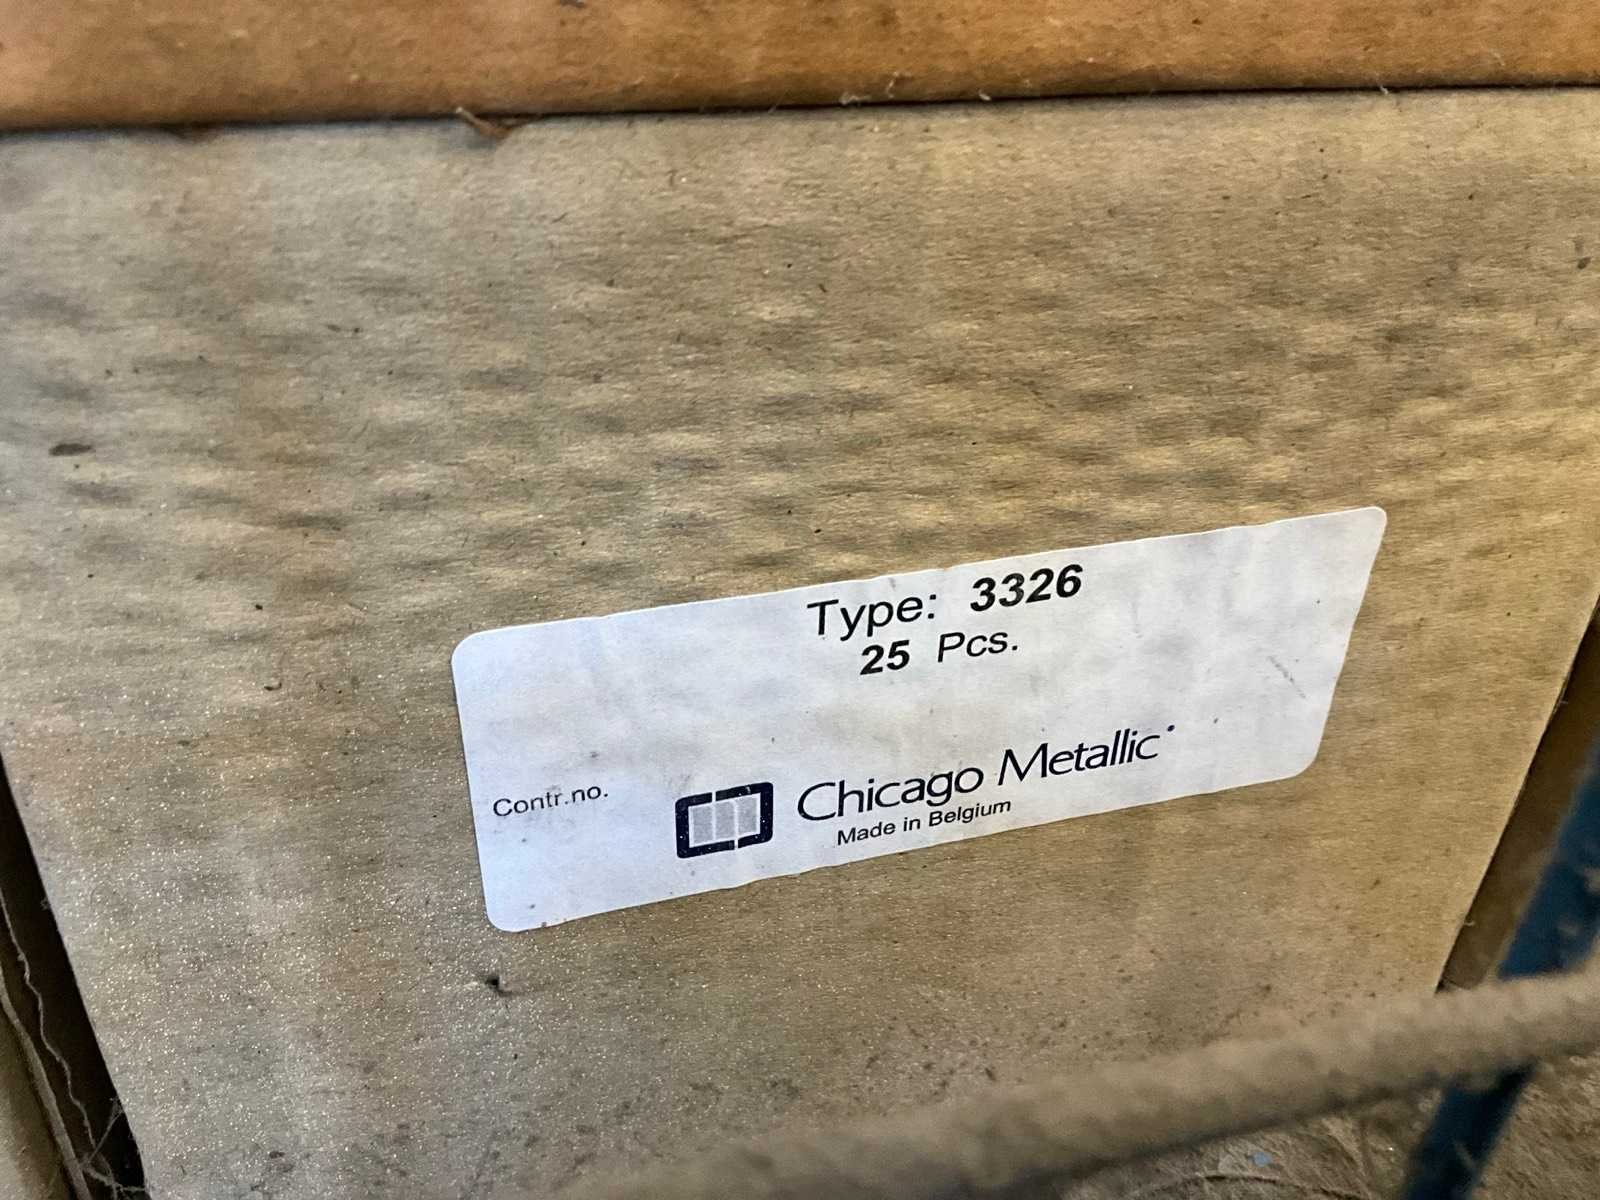 Type: 3326
25 Pcs.
Contr.no.
Chicago Metallic
Made in Belgium